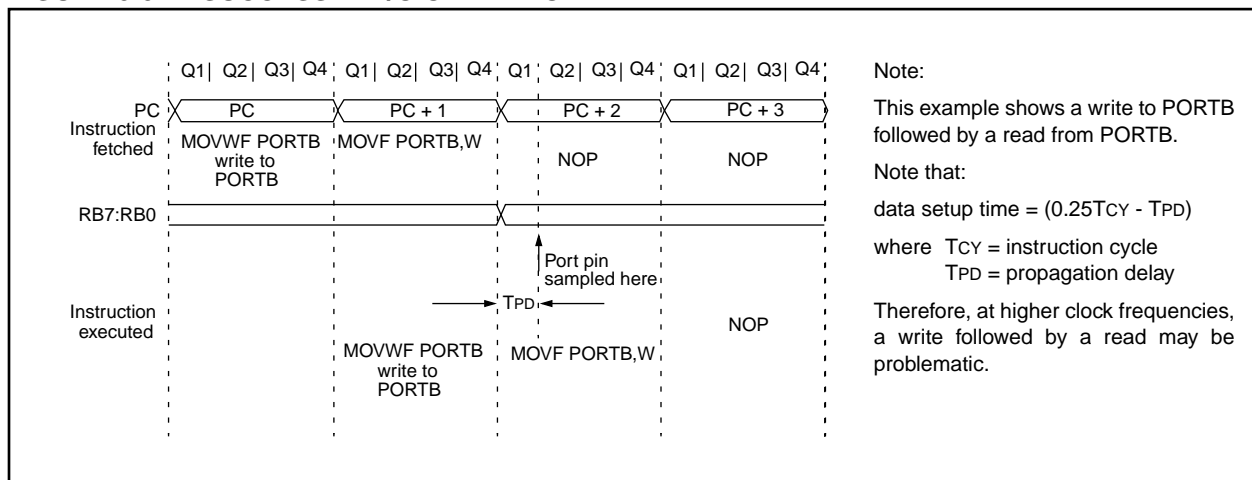 Q1| Q2| Q3| Q4 Q1| Q2| Q3| Q4 Q1| Q2| Q3| Q4 Q1| Q2| Q3| Q4
PC PC PC + 1 PC + 2 PC + 3
Instruction
fetched
MOVWF PORTB
write to
PORTB
MOVF PORTB,W
NOP
NOP
RB7:RB0
Port pin
sampled here
TPD
Instruction
executed
MOVWF PORTB
write to
PORTB
MOVF PORTB,W
NOP
Note:
This example shows a write to PORTB
followed by a read from PORTB.
Note that:
data setup time = (0.25TCY - TPD)
where TCY = instruction cycle
TPD = propagation delay
Therefore, at higher clock frequencies,
a write followed by a read may be
problematic.